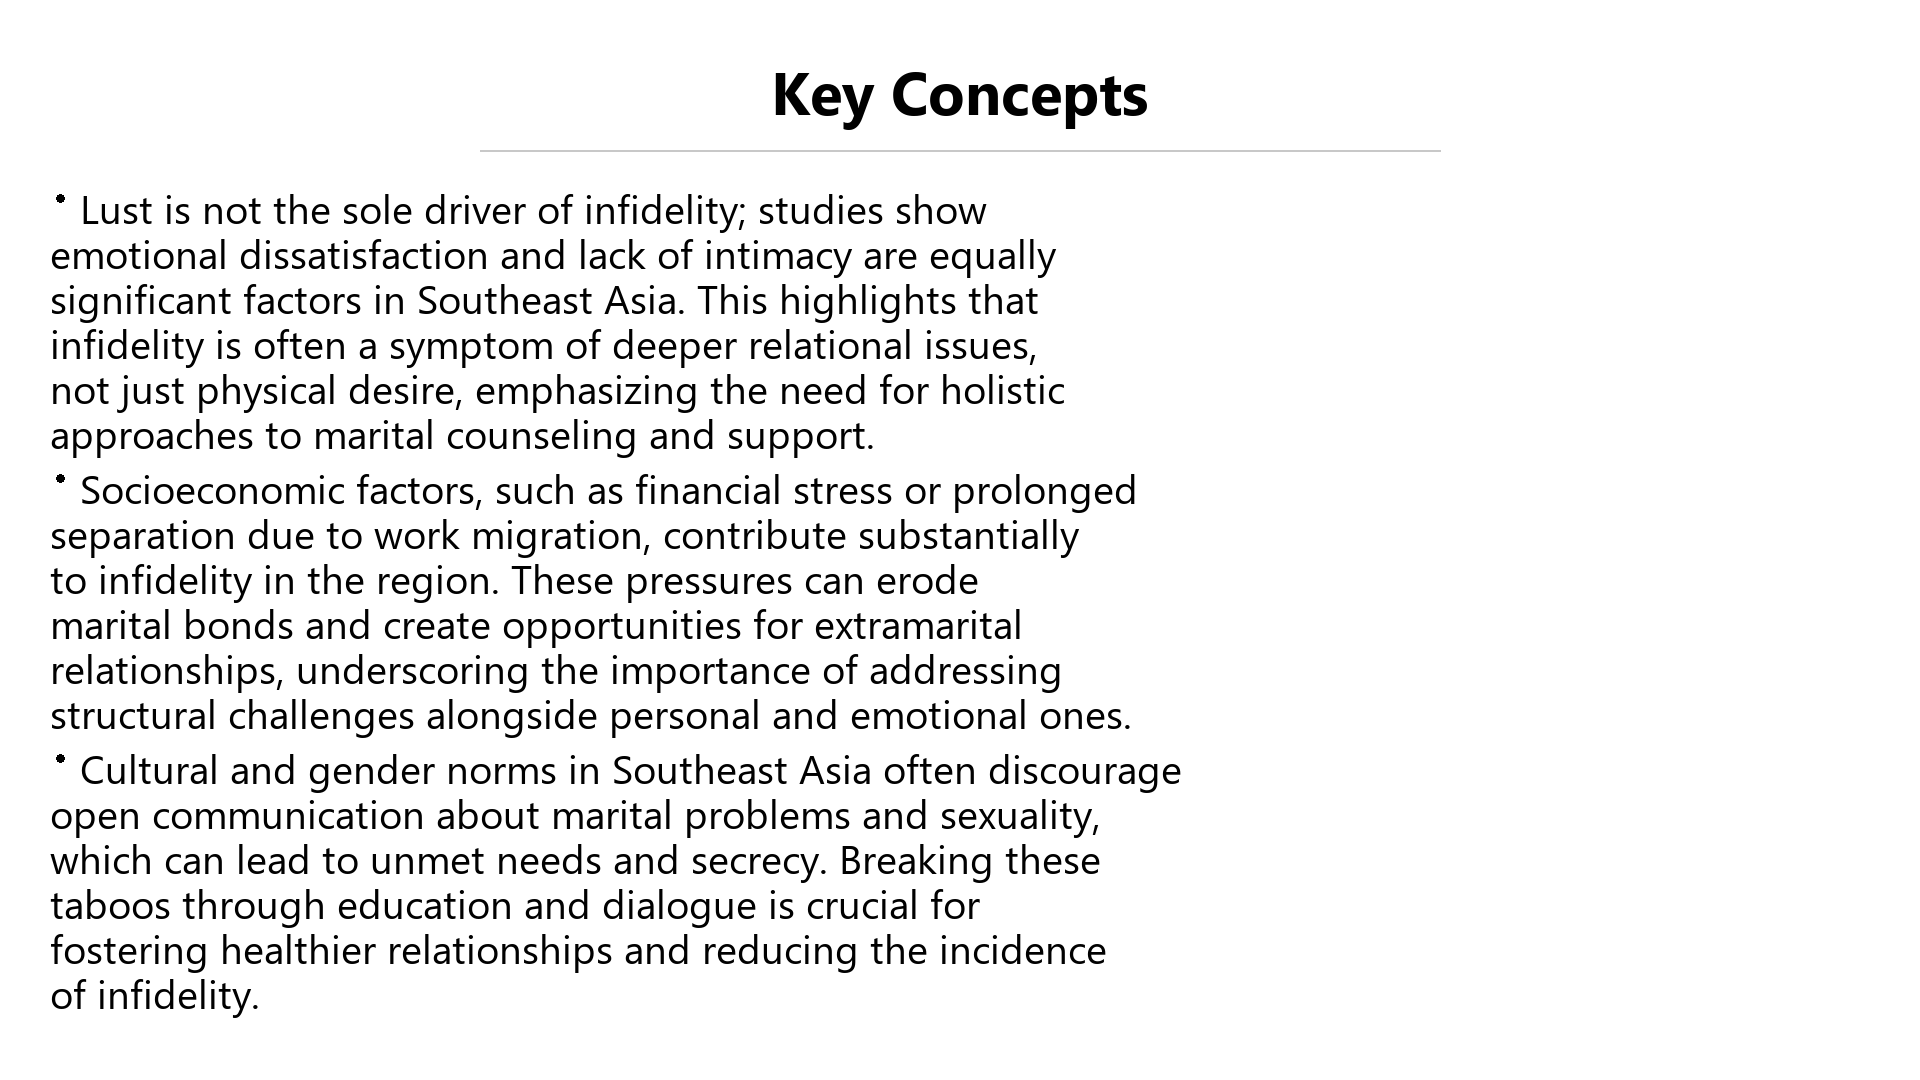 Key Concepts
• Lust is not the sole driver of infidelity; studies show
emotional dissatisfaction and lack of intimacy are equally
significant factors in Southeast Asia. This highlights that
infidelity is often a symptom of deeper relational issues,
not just physical desire, emphasizing the need for holistic
approaches to marital counseling and support.
• Socioeconomic factors, such as financial stress or prolonged
separation due to work migration, contribute substantially
to infidelity in the region. These pressures can erode
marital bonds and create opportunities for extramarital
relationships, underscoring the importance of addressing
structural challenges alongside personal and emotional ones.
• Cultural and gender norms in Southeast Asia often discourage
open communication about marital problems and sexuality,
which can lead to unmet needs and secrecy. Breaking these
taboos through education and dialogue is crucial for
fostering healthier relationships and reducing the incidence
of infidelity.